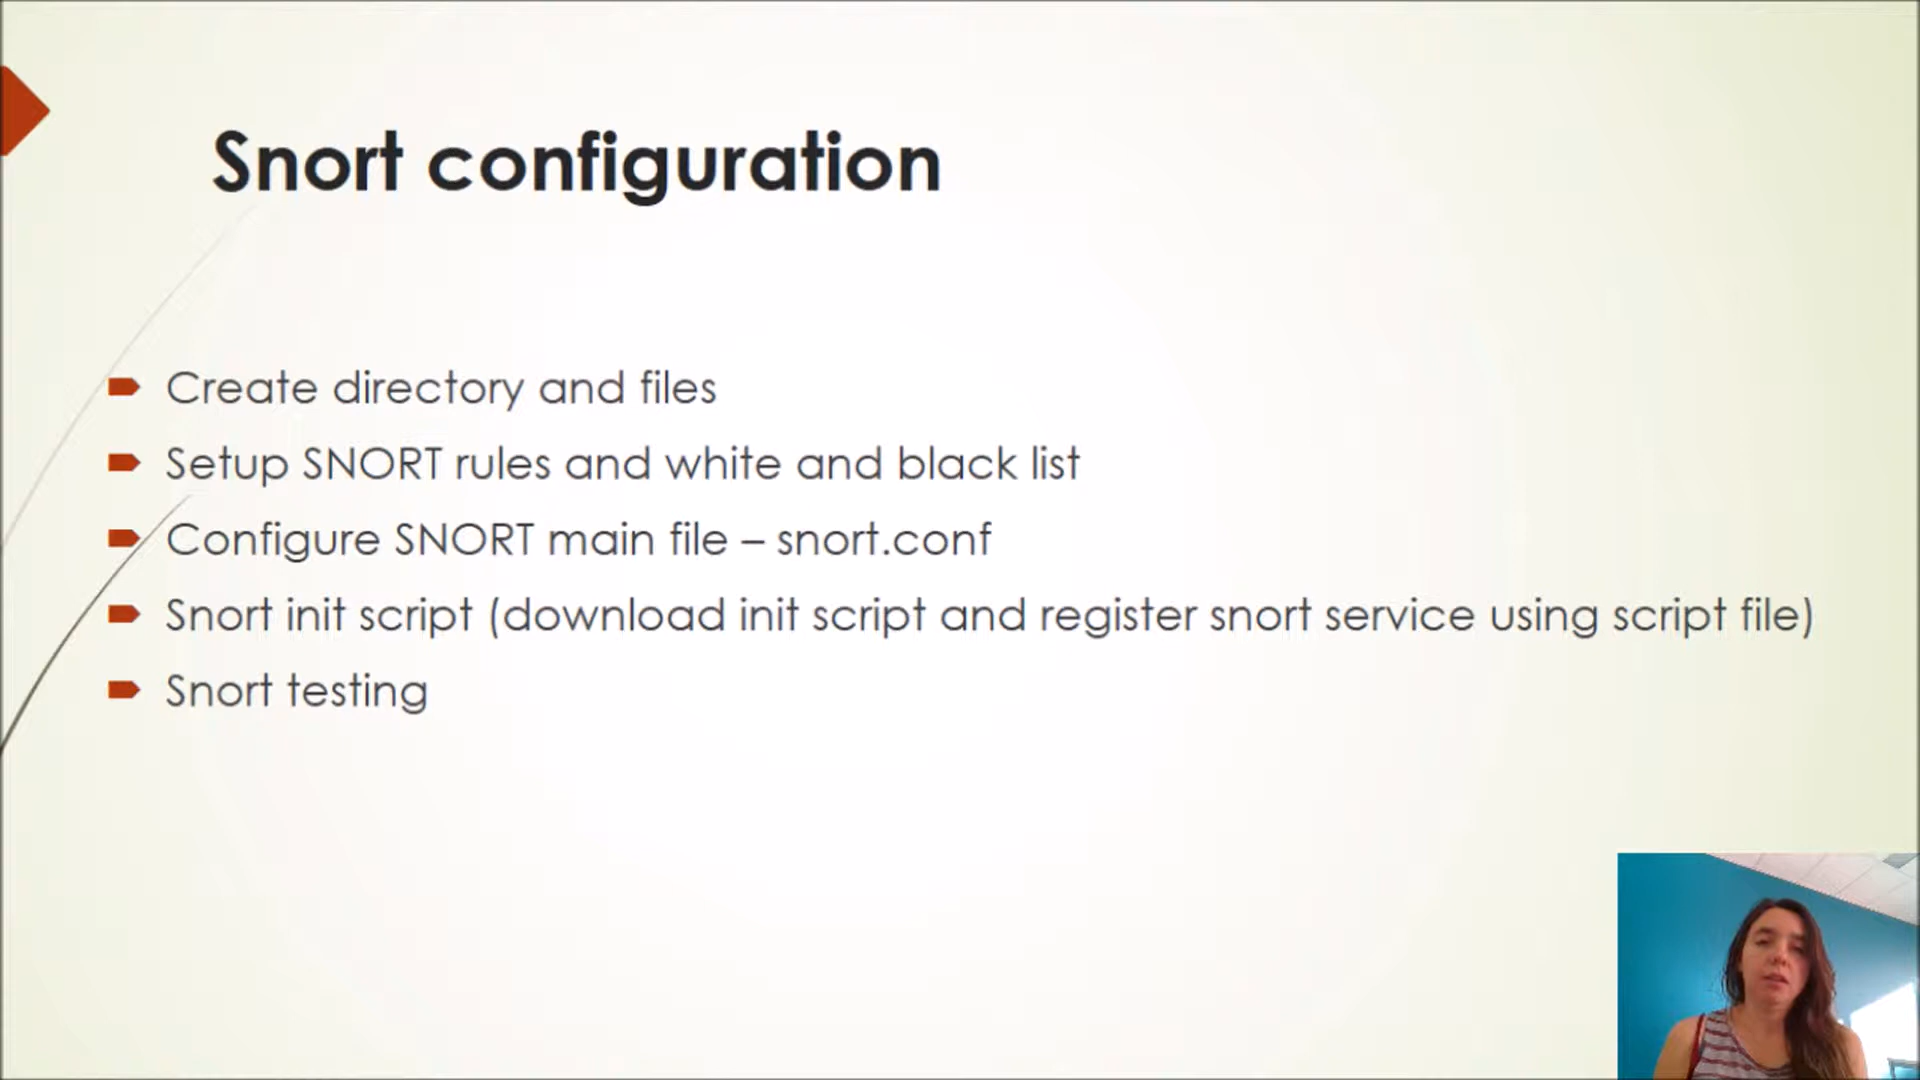 Snort configuration
Create directory and files
Setup SNORT rules and white and black list
Configure SNORT main file – snort.conf
Snort init script (download init script and register snort service using script file)
Snort testing